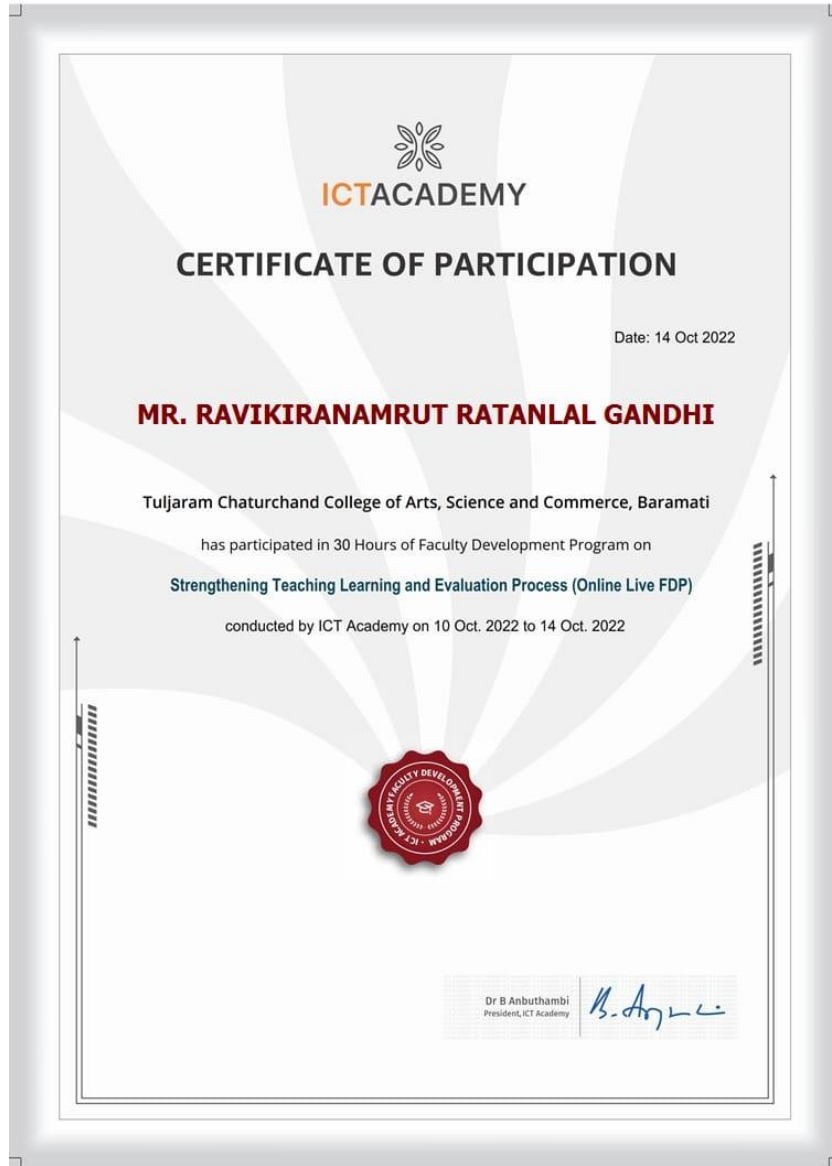 ICTACADEMY
CERTIFICATE OF PARTICIPATION
Date: 14 Oct 2022
MR. RAVIKIRANAMRUT RATANLAL GANDHI
Tuljaram Chaturchand College of Arts, Science and Commerce, Baramati
has participated in 30 Hours of Faculty Development Program on
Strengthening Teaching Learning and Evaluation Process (Online Live FDP)
conducted by ICT Academy on 10 Oct. 2022 to 14 Oct. 2022
FACULTY DEVELOPMENT PROGRAM · ICT ACADEMY
Dr B Anbuthambi
President, ICT Academy